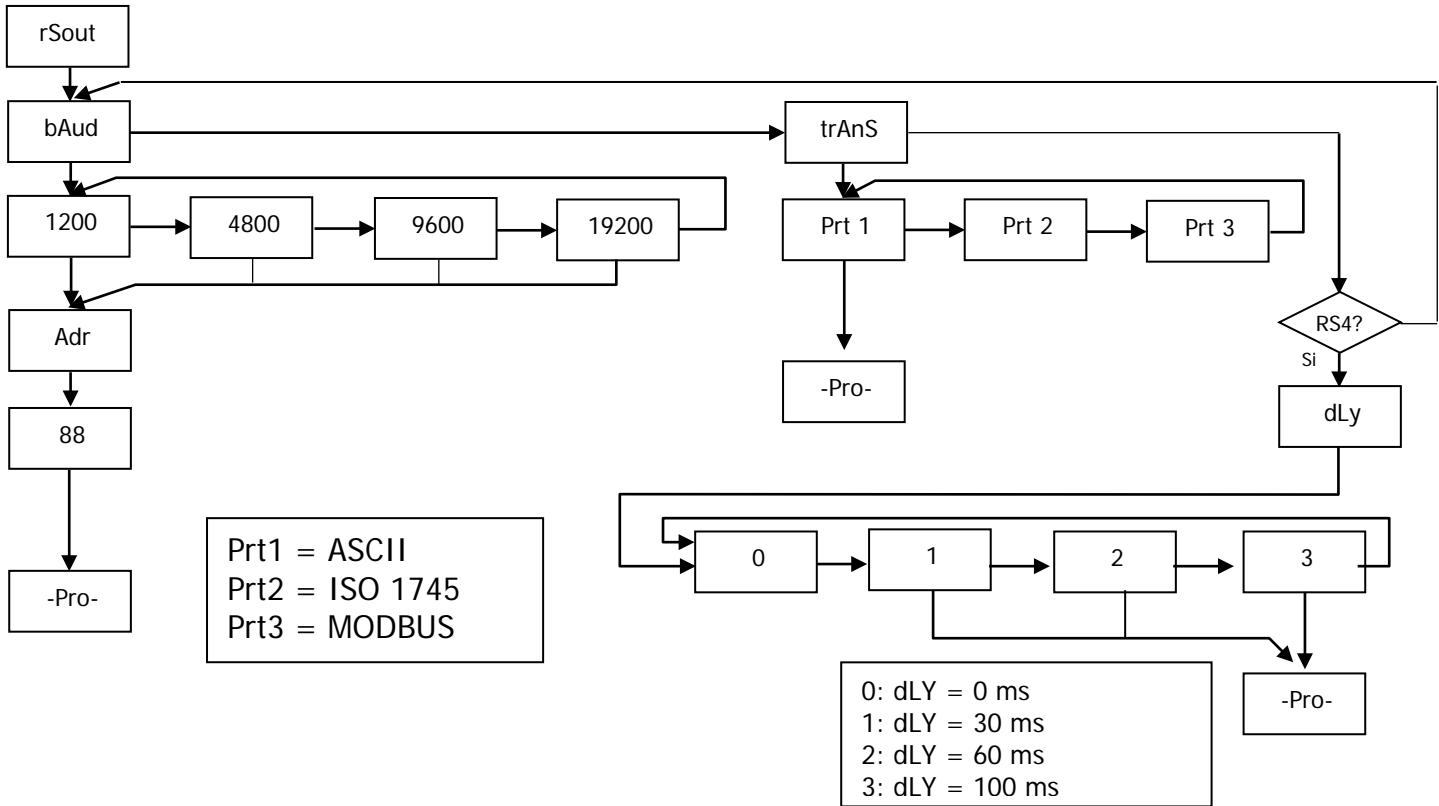 rSout
bAud
trAnS
1200
4800
9600
19200
Prt 1
Prt 2
Prt 3
Adr
RS4?
Si
-Pro-
dLy
88
Prt1 = ASCII
Prt2 = ISO 1745
Prt3 = MODBUS
0
1
2
3
-Pro-
0: dLY = 0 ms
1: dLY = 30 ms
2: dLY = 60 ms
3: dLY = 100 ms
-Pro-